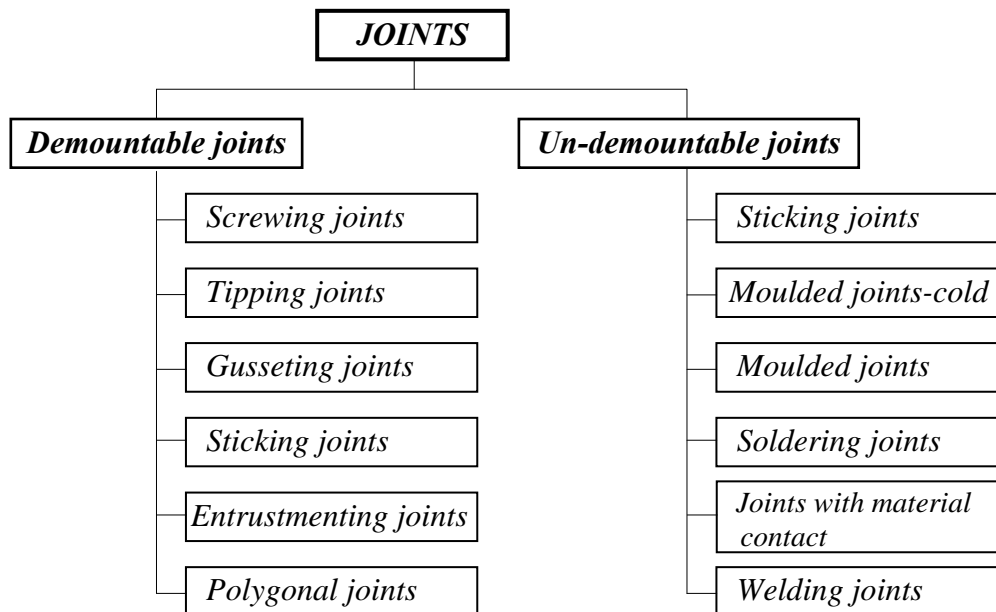 JOINTS
Demountable joints
Screwing joints
Tipping joints
Gusseting joints
Sticking joints
Entrustmenting joints
Polygonal joints
Un-demountable joints
Sticking joints
Moulded joints-cold
Moulded joints
Soldering joints
Joints with material
contact
Welding joints